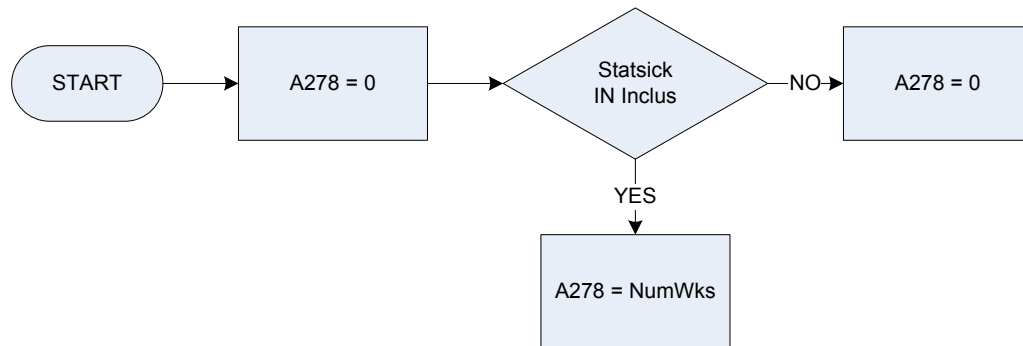 START
A278 = 0
Statsick
IN Inclus
NO
A278 = 0
YES
A278 = NumWks